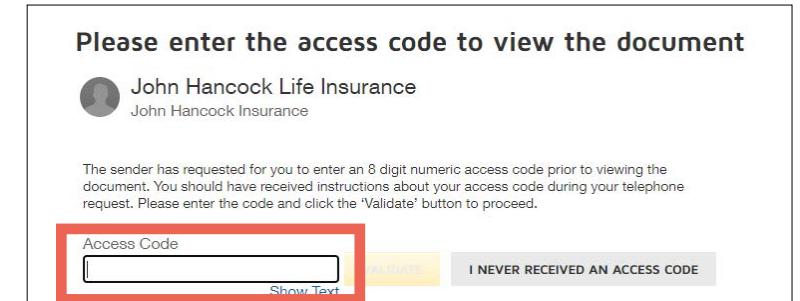 Please enter the access code to view the document
John Hancock Life Insurance
John Hancock Insurance
The sender has requested for you to enter an 8 digit numeric access code prior to viewing the
document. You should have received instructions about your access code during your telephone
request. Please enter the code and click the ‘Validate’ button to proceed.
Access Code
VALIDATE
I NEVER RECEIVED AN ACCESS CODE
Show Text